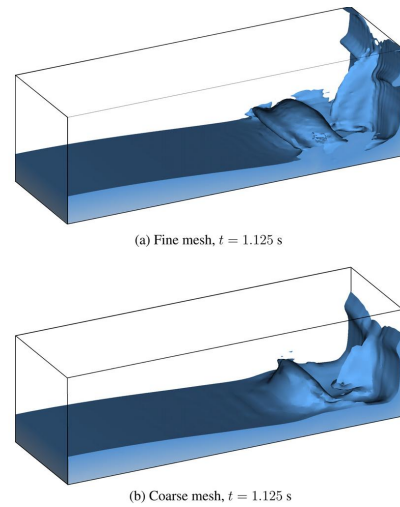 (a) Fine mesh, t = 1.125 s
(b) Coarse mesh, t = 1.125 s